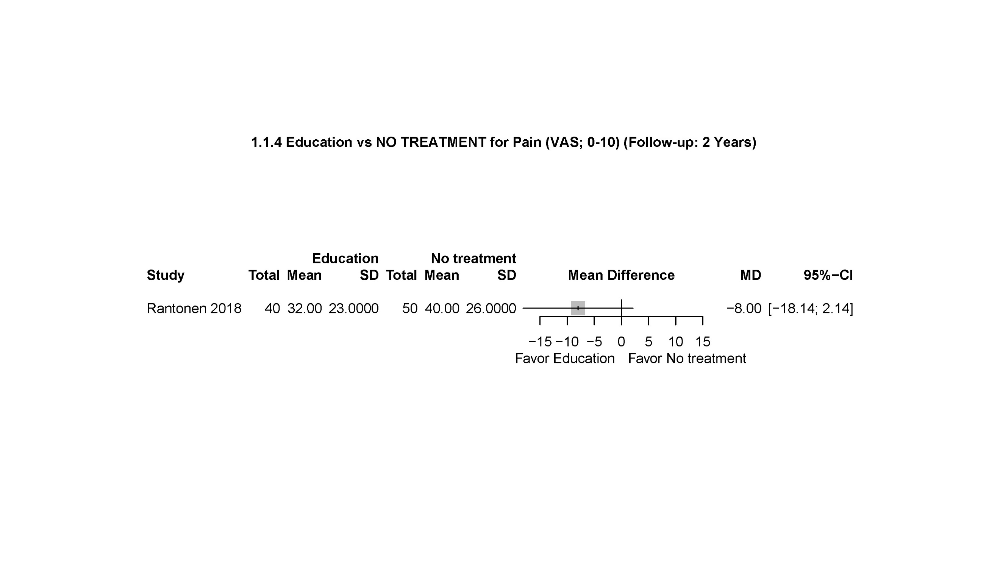 1.1.4 Education vs NO TREATMENT for Pain (VAS; 0-10) (Follow-up: 2 Years)
Education No treatment
Study Total Mean SD Total Mean SD Mean Difference MD 95%−CI
Rantonen 2018 40 32.00 23.0000 50 40.00 26.0000 −8.00 [−18.14; 2.14]
−15 −10 −5 0 5 10 15
Favor Education Favor No treatment